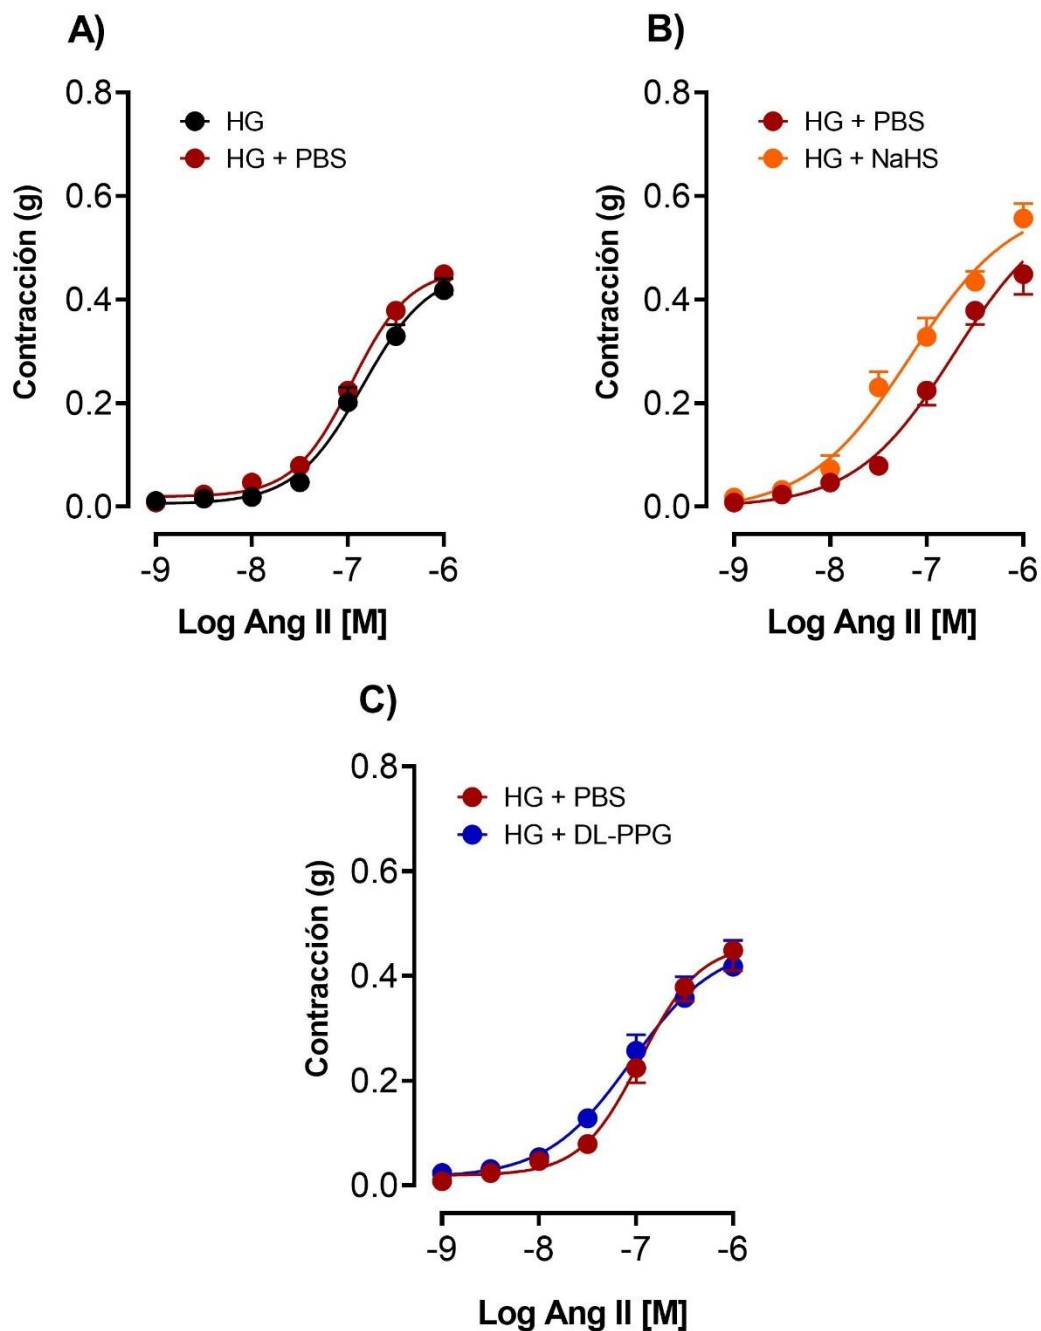 A)
HG
HG + PBS
Contracción (g)
0.8
0.6
0.4
0.2
0.0
-9 -8 -7 -6
Log Ang II [M]
B)
HG + PBS
HG + NaHS
Contracción (g)
0.8
0.6
0.4
0.2
0.0
-9 -8 -7 -6
Log Ang II [M]
C)
HG + PBS
HG + DL-PPG
Contracción (g)
0.8
0.6
0.4
0.2
0.0
-9 -8 -7 -6
Log Ang II [M]